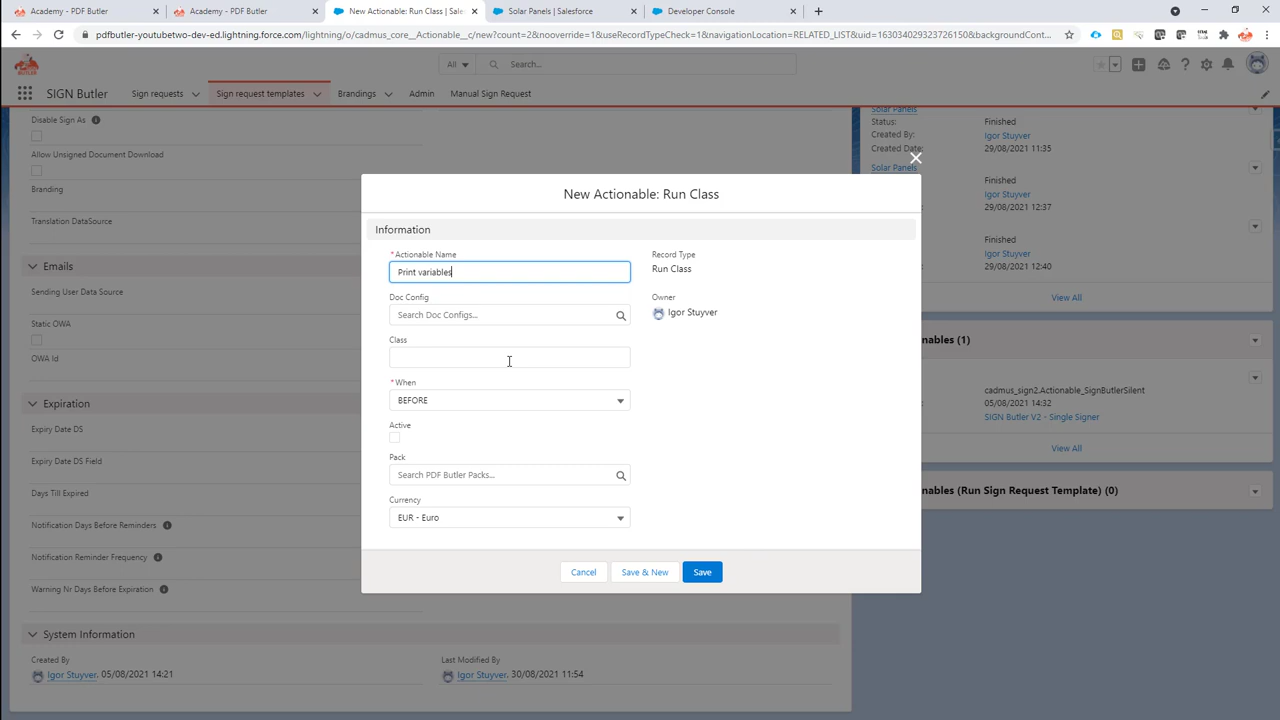 Academy - PDF Butler
Academy - PDF Butler
New Actionable: Run Class | Sale
Solar Panels | Salesforce
Developer Console
pdfbutler-youtubetwo-dev-ed.lightning.force.com/lightning/o/cadmus_core__Actionable__c/new?count=2&nooverride=1&useRecordTypeCheck=1&navigationLocation=RELATED_LIST&uid=163034029323726150&backgroundCont...
All
Search...
SIGN Butler
Sign requests
Sign request templates
Brandings
Admin
Manual Sign Request
Disable Sign As
Allow Unsigned Document Download
Branding
Translation DataSource
Emails
Sending User Data Source
Static OWA
OWA Id
Expiration
Expiry Date DS
Expiry Date DS Field
Days Till Expired
Notification Days Before Reminders
Notification Reminder Frequency
Warning Nr Days Before Expiration
System Information
Created By
Igor Stuyver, 05/08/2021 14:21
Last Modified By
Igor Stuyver, 30/08/2021 11:54
New Actionable: Run Class
Information
*Actionable Name
Print variables
Doc Config
Search Doc Configs...
Class
*When
BEFORE
Active
Pack
Search PDF Butler Packs...
Currency
EUR - Euro
Record Type
Run Class
Owner
Igor Stuyver
Cancel
Save & New
Save
Solar Panels
Status:
Finished
Created By:
Igor Stuyver
Created Date:
29/08/2021 11:35
Solar Panels
Finished
Igor Stuyver
29/08/2021 12:37
Finished
Igor Stuyver
29/08/2021 12:40
View All
nables (1)
cadmus_sign2.Actionable_SignButlerSilent
05/08/2021 14:32
SIGN Butler V2 - Single Signer
View All
nables (Run Sign Request Template) (0)